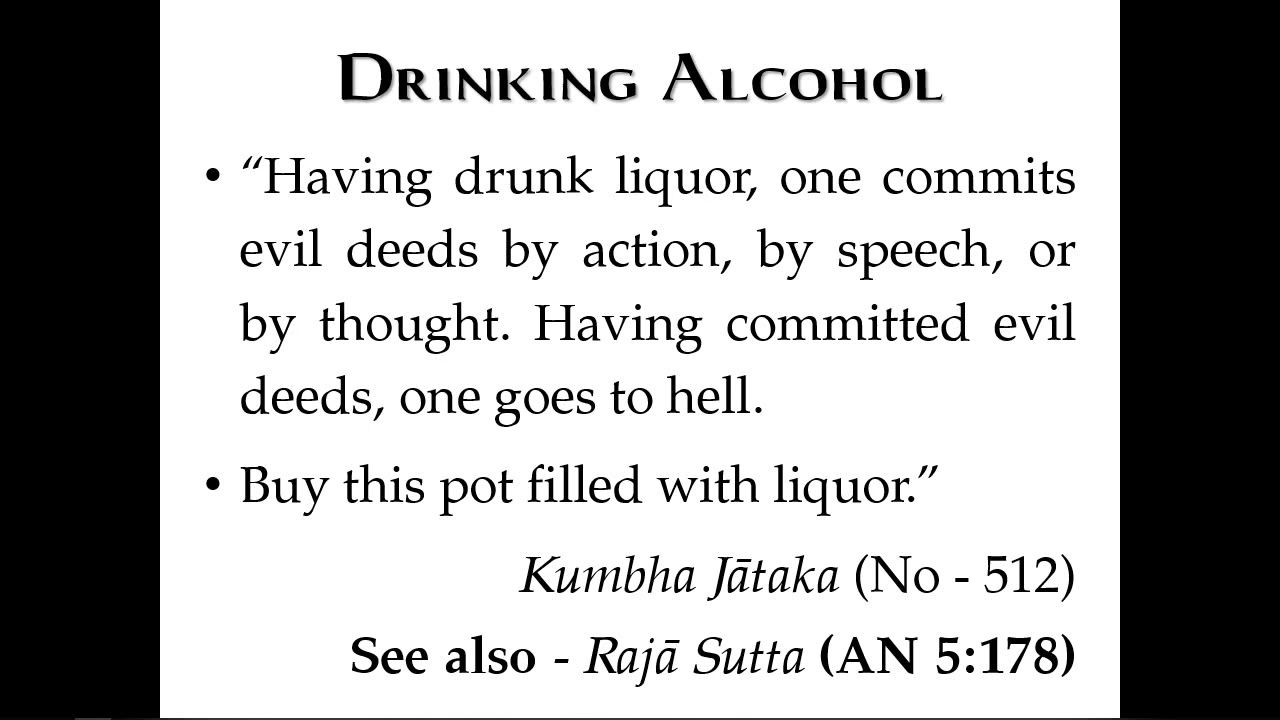 Drinking Alcohol
• “Having drunk liquor, one commits
evil deeds by action, by speech, or
by thought. Having committed evil
deeds, one goes to hell.
• Buy this pot filled with liquor.”
Kumbha Jātaka (No - 512)
See also - Rajā Sutta (AN 5:178)